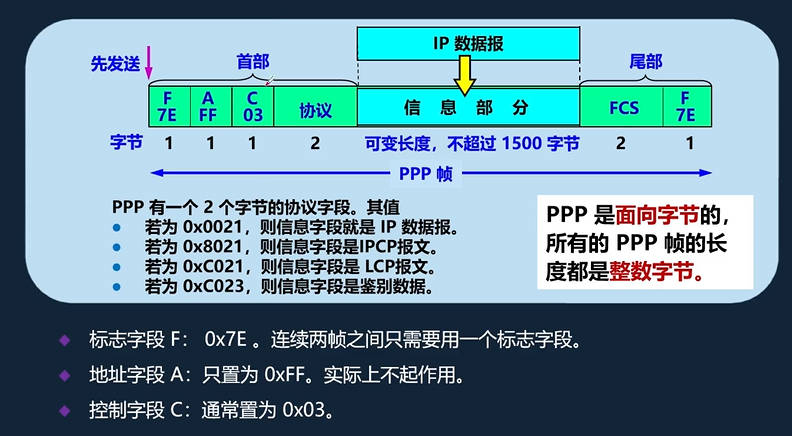 IP 数据报
先发送
首部
尾部
F
7E
A
FF
C
03
协议
信 息 部 分
FCS
F
7E
字节
1
1
1
2
可变长度，不超过 1500 字节
2
1
PPP 帧
PPP 有一个 2 个字节的协议字段。其值
若为 0x0021，则信息字段就是 IP 数据报。
若为 0x8021，则信息字段是IPCP报文。
若为 0xC021，则信息字段是 LCP报文。
若为 0xC023，则信息字段是鉴别数据。
PPP 是面向字节的，
所有的 PPP 帧的长
度都是整数字节。
标志字段 F： 0x7E 。连续两帧之间只需要用一个标志字段。
地址字段 A：只置为 0xFF。实际上不起作用。
控制字段 C：通常置为 0x03。